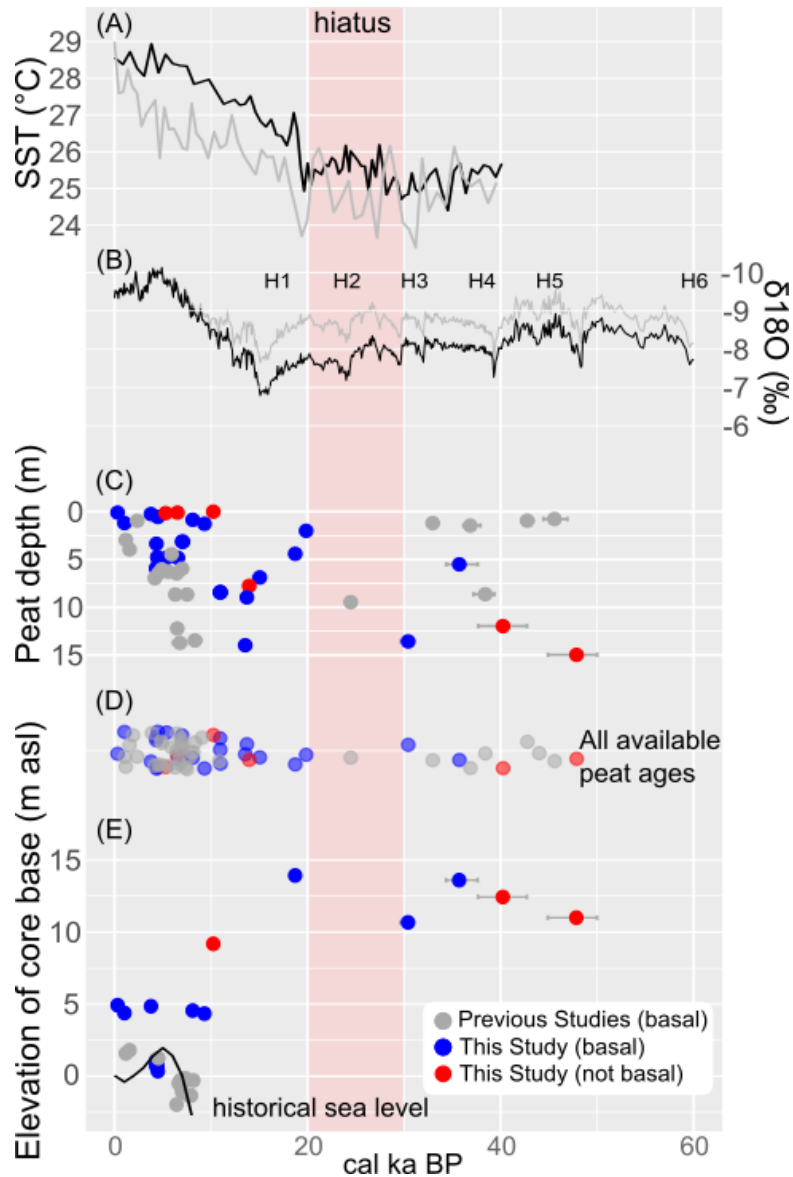 (A)
hiatus
SST (°C)
29
28
27
26
25
24
(B)
H1 H2 H3 H4 H5 H6
δ18O (‰)
-10
-9
-8
-7
-6
(C)
Peat depth (m)
0
5
10
15
(D)
All available
peat ages
(E)
Elevation of core base (m asl)
15
10
5
0
Previous Studies (basal)
This Study (basal)
This Study (not basal)
historical sea level
0 20 40 60
cal ka BP